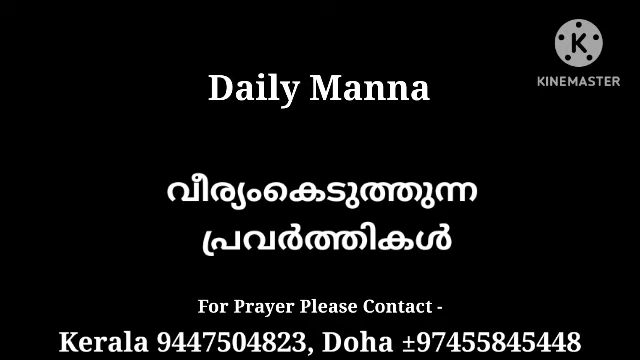 KINEMASTER
Daily Manna
വീര്യംകെടുത്തുന്ന
പ്രവർത്തികൾ
For Prayer Please Contact -
Kerala 9447504823, Doha ±97455845448